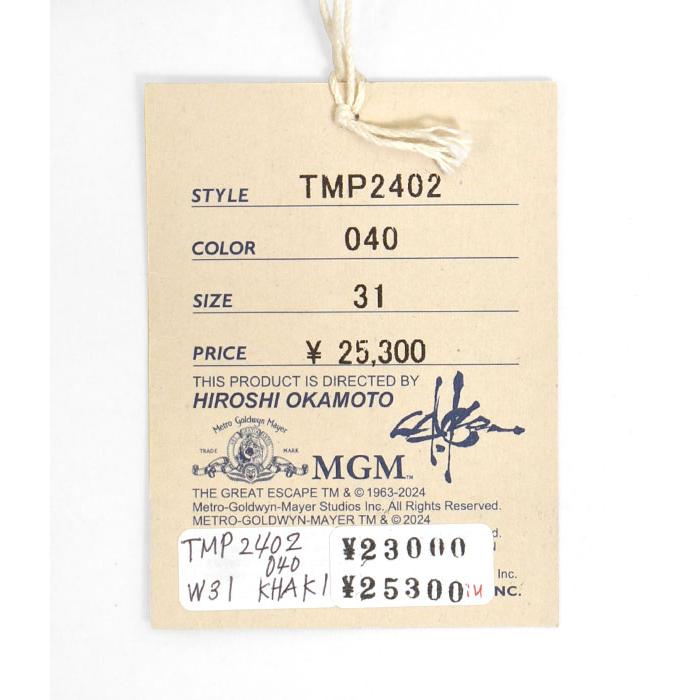 STYLE TMP2402
COLOR 040
SIZE 31
PRICE ¥ 25,300
THIS PRODUCT IS DIRECTED BY
HIROSHI OKAMOTO
Metro Goldwyn Mayer
TRADE MARK
MGM™
THE GREAT ESCAPE TM & © 1963-2024
Metro-Goldwyn-Mayer Studios Inc. All Rights Reserved.
METRO-GOLDWYN-MAYER TM & © 2024
TMP2402
040
W31 KHAKI
¥23000
¥25300
Inc.
INC.